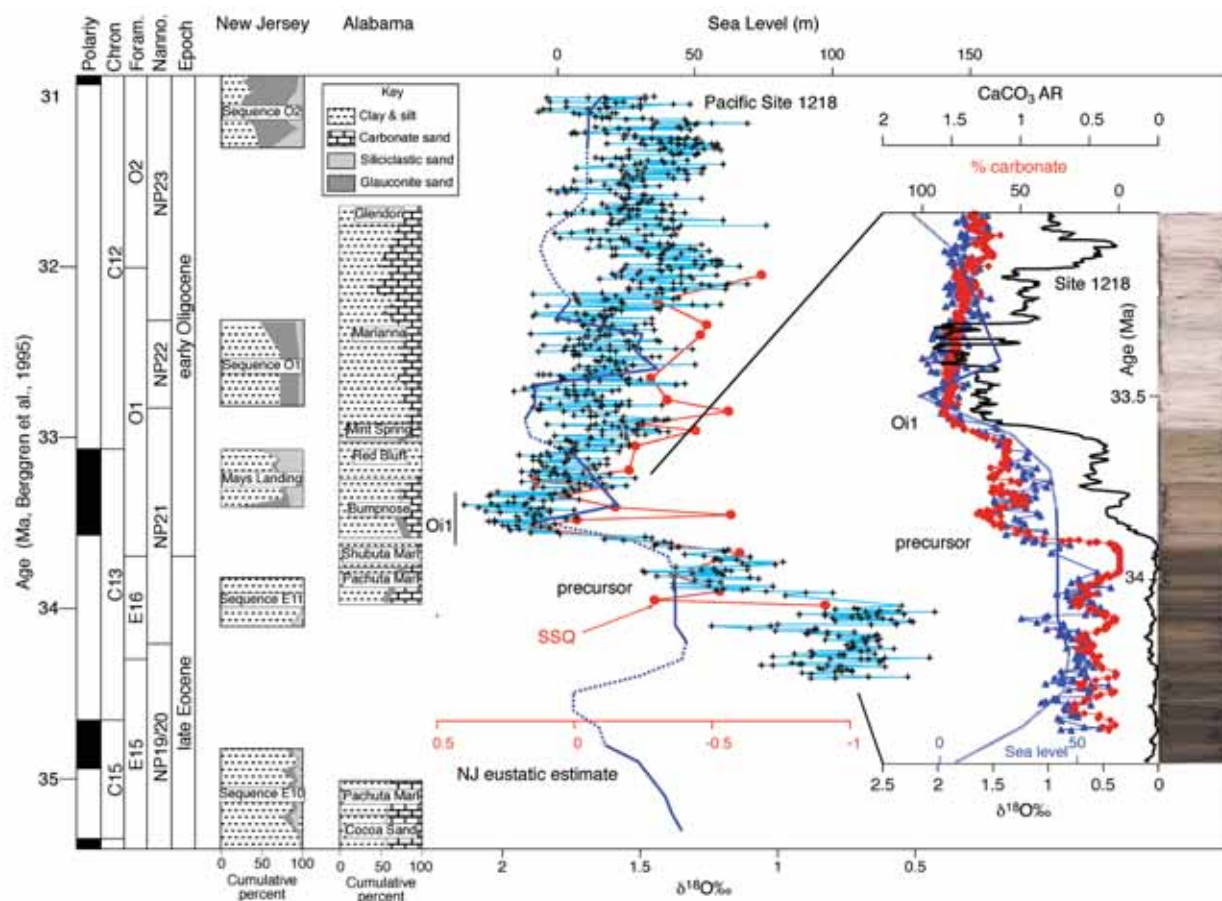 New Jersey Alabama Sea Level (m)
Polariy
Chron
Foram.
Nanno.
Epoch
0 50 100 150
31
32
33
34
35
Age (Ma, Berggren et al., 1995)
C12
C13
C15
O2
O1
E16
E15
NP23
NP22
NP21
NP19/20
early Oligocene
late Eocene
Sequence O2
Sequence O1
Mays Landing
Sequence E11
Sequence E10
0 50 100
Cumulative
percent
Key
Clay & silt
Carbonate sand
Siliciclastic sand
Glauconite sand
Glendon
Marianna
Mint Spring
Red Bluff
Bumpnose
Shubuta Marl
Pachuta Marl
Pachuta Marl
Cocoa Sand
0 50 100
Cumulative
percent
Pacific Site 1218
Oi1
precursor
SSQ
0.5 0 -0.5 -1
NJ eustatic estimate
2 1.5 1 0.5
δ18O‰
CaCO3 AR
2 1.5 1 0.5 0
% carbonate
100 50 0
Site 1218
Age (Ma)
33.5
Oi1
precursor
34
0 50
Sea level
2.5 2 1.5 1 0.5 0
δ18O‰